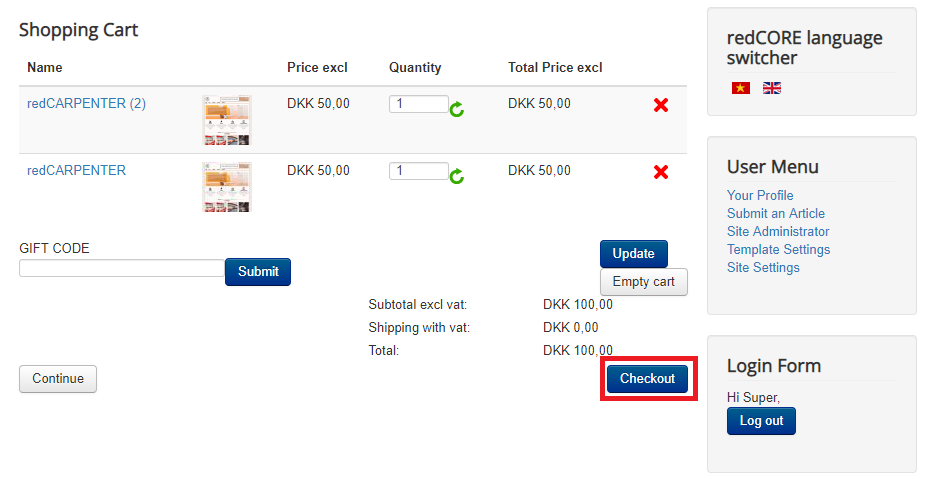 Shopping Cart
Name Price excl Quantity Total Price excl
redCARPENTER (2) DKK 50,00 1 DKK 50,00
redCARPENTER DKK 50,00 1 DKK 50,00
GIFT CODE
Submit
Update
Empty cart
Subtotal excl vat: DKK 100,00
Shipping with vat: DKK 0,00
Total: DKK 100,00
Continue
Checkout
redCORE language
switcher
User Menu
Your Profile
Submit an Article
Site Administrator
Template Settings
Site Settings
Login Form
Hi Super,
Log out